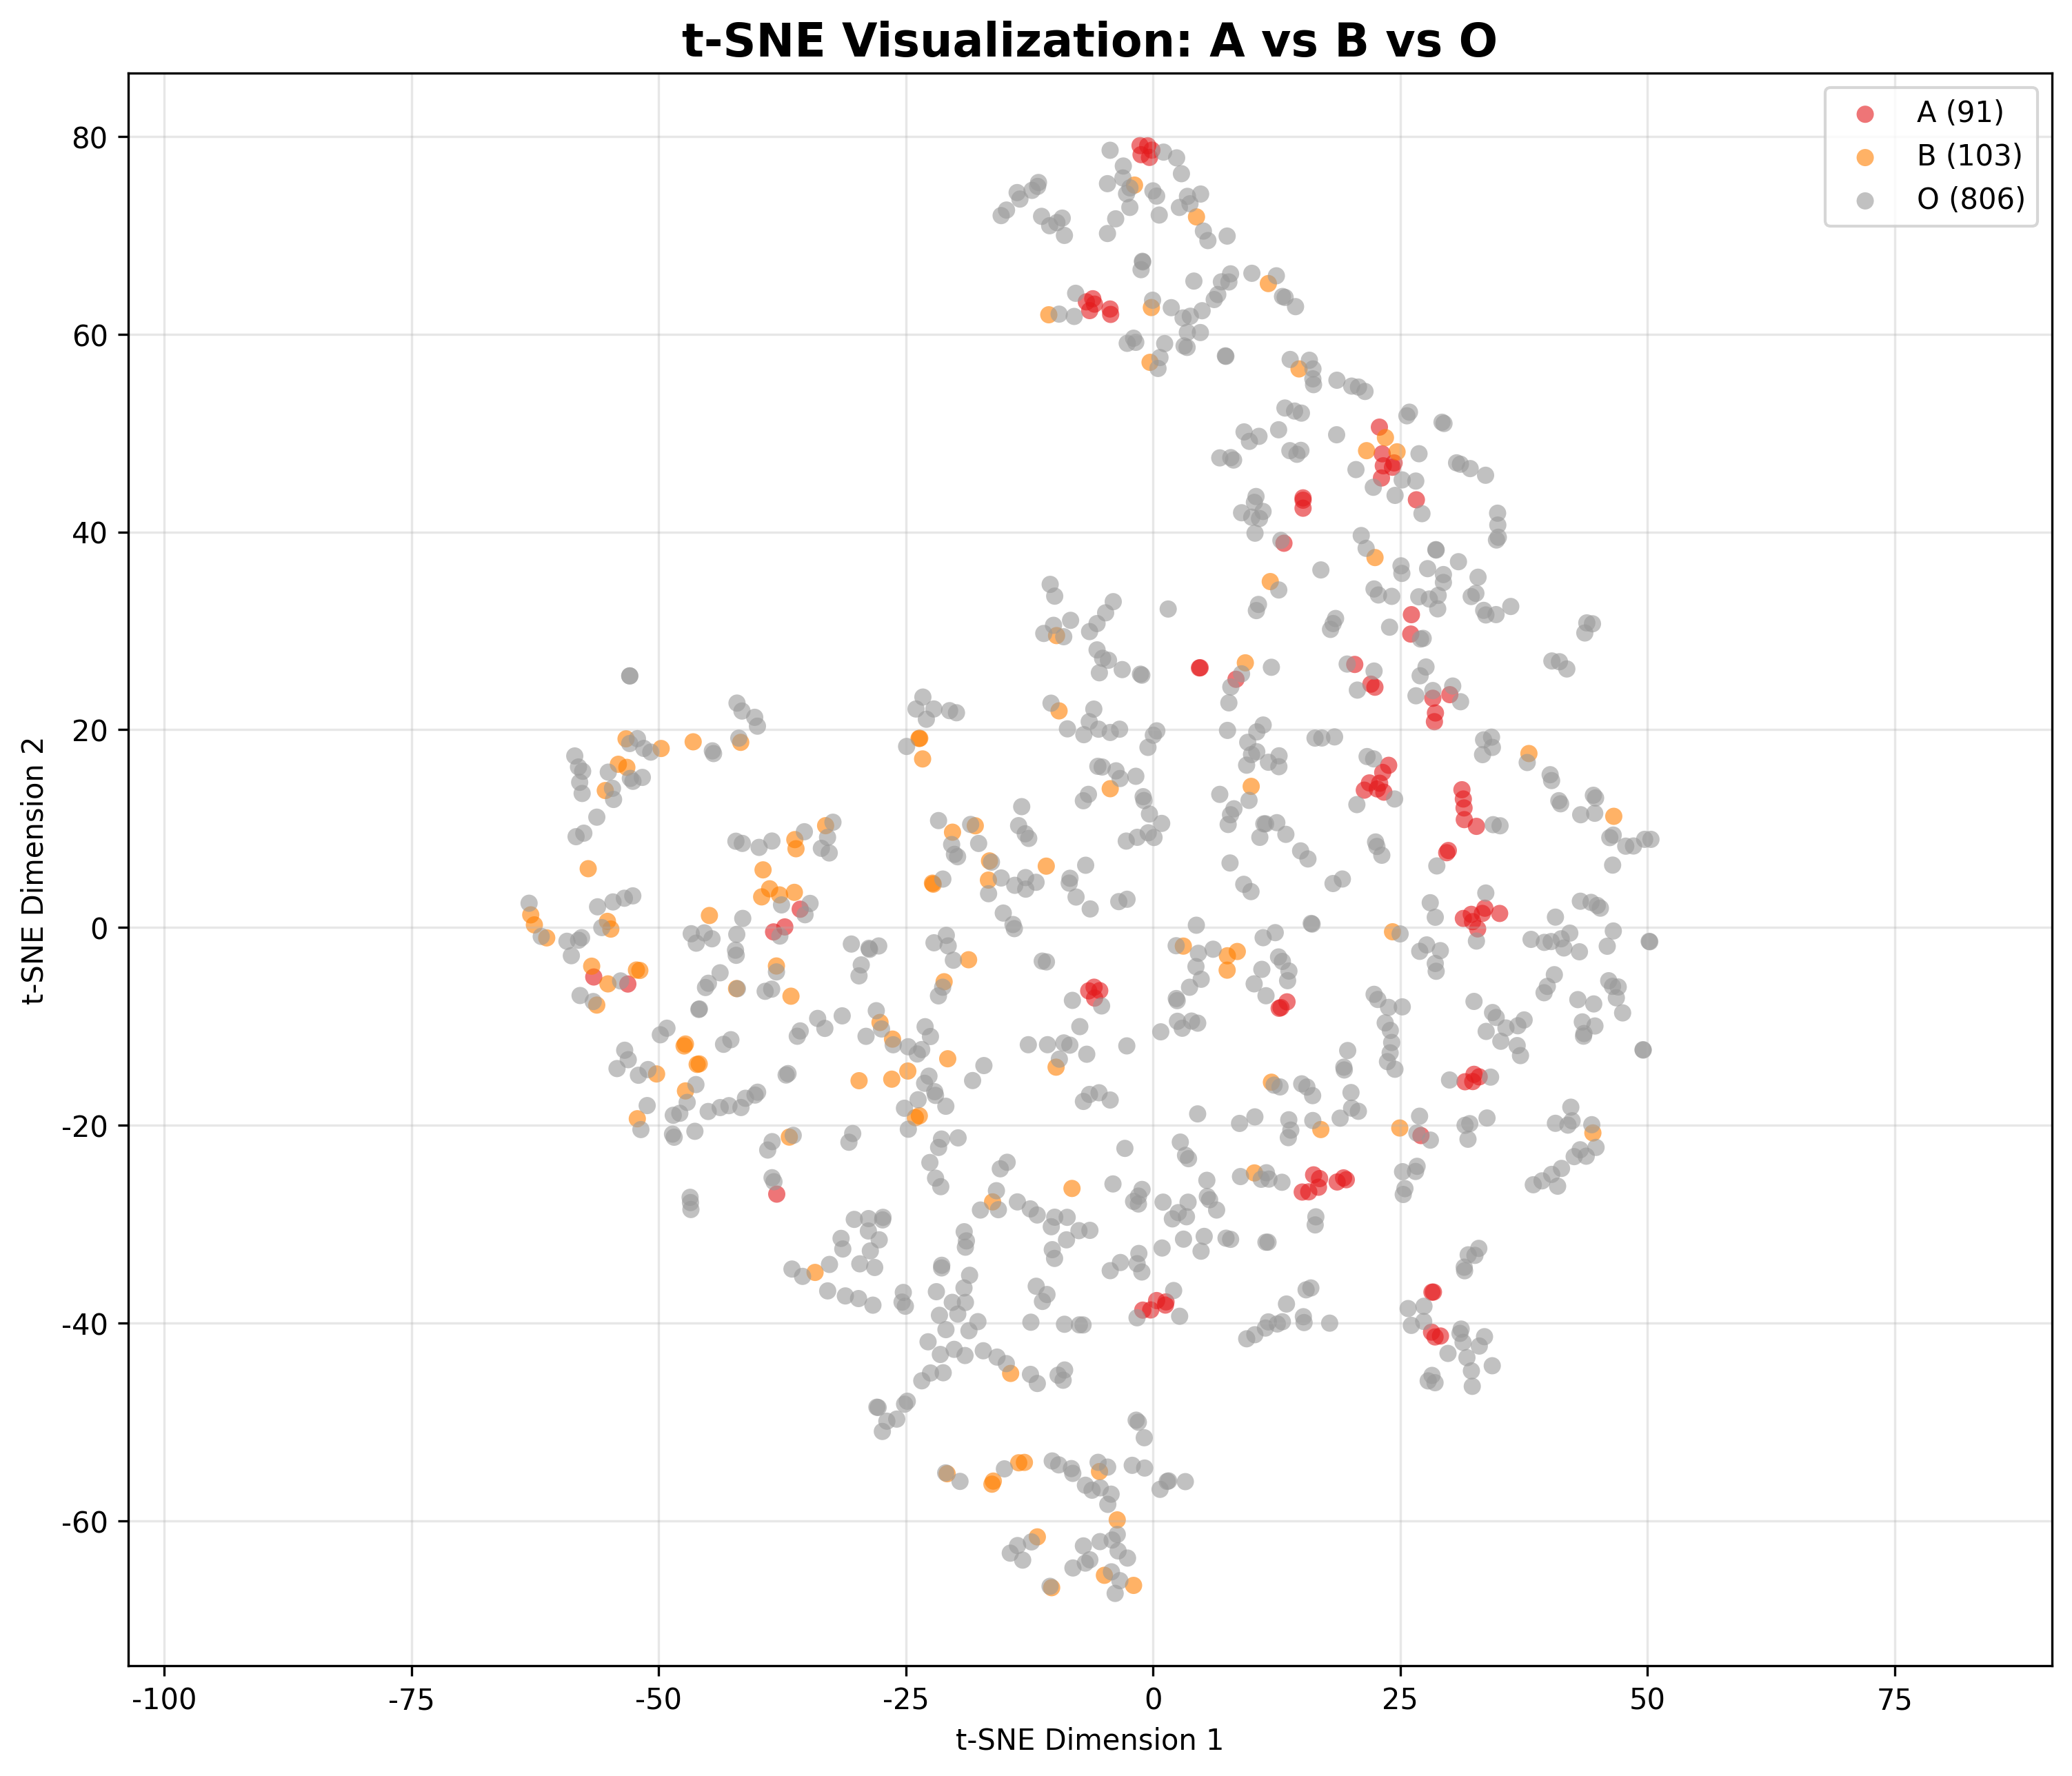 t-SNE Visualization: A vs B vs O
A (91)
B (103)
O (806)
80
60
40
20
0
-20
-40
-60
t-SNE Dimension 2
-100
-75
-50
-25
0
25
50
75
t-SNE Dimension 1